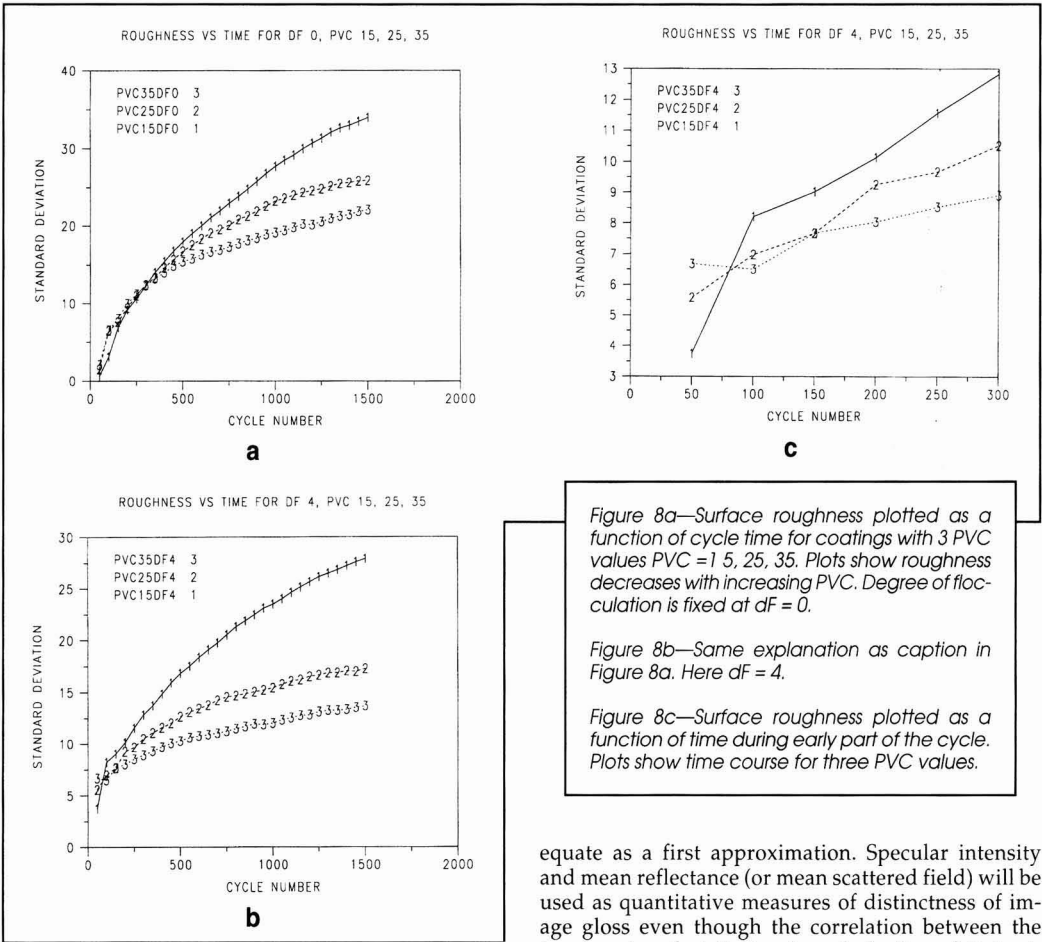 ROUGHNESS VS TIME FOR DF 0, PVC 15, 25, 35
40
30
20
10
0
STANDARD DEVIATION
PVC35DF0 3
PVC25DF0 2
PVC15DF0 1
0 500 1000 1500 2000
CYCLE NUMBER
a
ROUGHNESS VS TIME FOR DF 4, PVC 15, 25, 35
13
12
11
10
9
8
7
6
5
4
3
STANDARD DEVIATION
PVC35DF4 3
PVC25DF4 2
PVC15DF4 1
0 50 100 150 200 250 300
CYCLE NUMBER
c
ROUGHNESS VS TIME FOR DF 4, PVC 15, 25, 35
30
25
20
15
10
5
0
STANDARD DEVIATION
PVC35DF4 3
PVC25DF4 2
PVC15DF4 1
0 500 1000 1500 2000
CYCLE NUMBER
b
Figure 8a—Surface roughness plotted as a
function of cycle time for coatings with 3 PVC
values PVC =1 5, 25, 35. Plots show roughness
decreases with increasing PVC. Degree of floc-
culation is fixed at dF = 0.
Figure 8b—Same explanation as caption in
Figure 8a. Here dF = 4.
Figure 8c—Surface roughness plotted as a
function of time during early part of the cycle.
Plots show time course for three PVC values.
equate as a first approximation. Specular intensity
and mean reflectance (or mean scattered field) will be
used as quantitative measures of distinctness of im-
age gloss even though the correlation between the